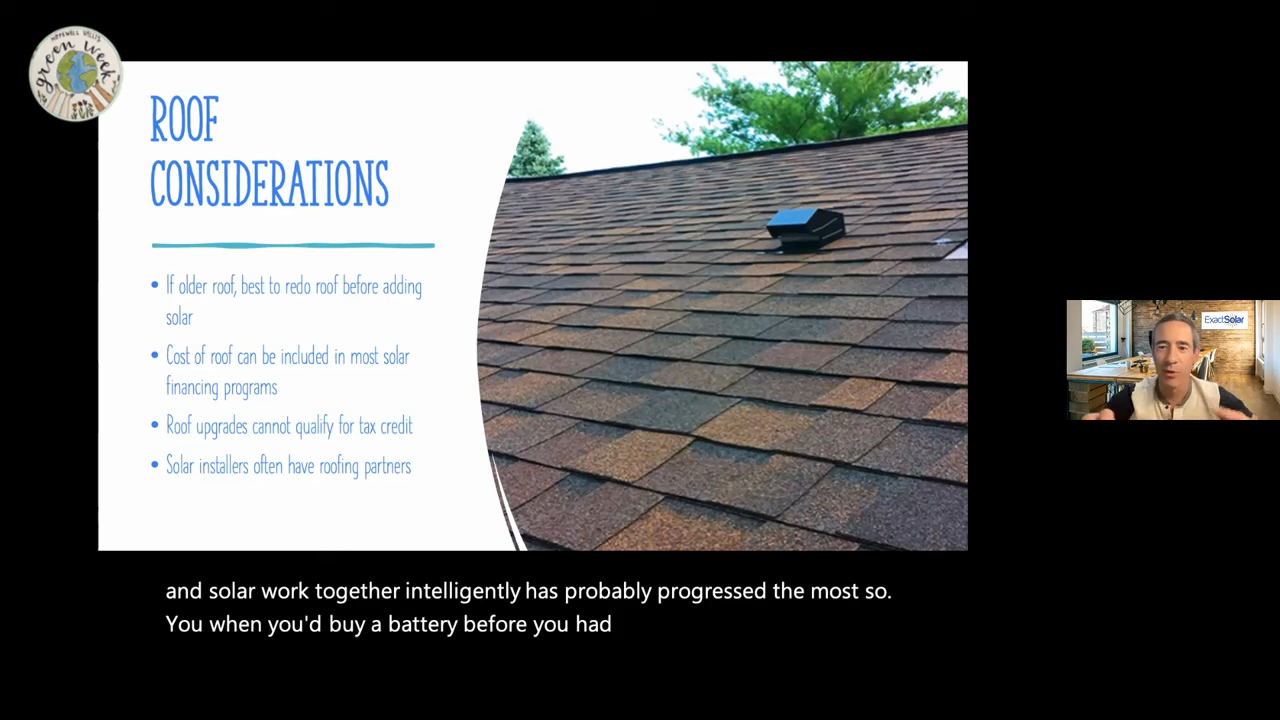 HOPEWELL VALLEY
green week
ROOF
CONSIDERATIONS
• If older roof, best to redo roof before adding
solar
• Cost of roof can be included in most solar
financing programs
• Roof upgrades cannot qualify for tax credit
• Solar installers often have roofing partners
ExactSolar
and solar work together intelligently has probably progressed the most so.
You when you'd buy a battery before you had